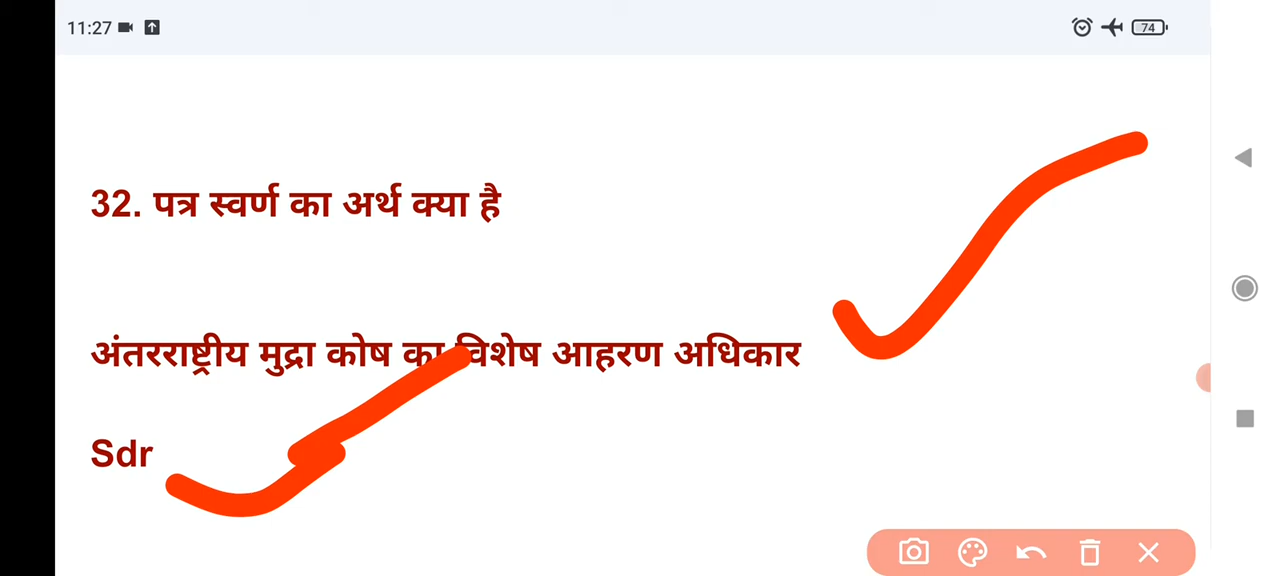 11:27
74
32. पत्र स्वर्ण का अर्थ क्या है
अंतरराष्ट्रीय मुद्रा कोष का विशेष आहरण अधिकार
Sdr